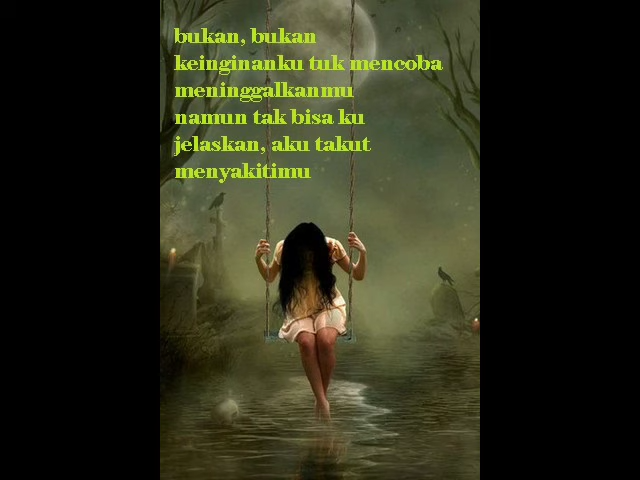 bukan, bukan
keinginanku tuk mencoba
meninggalkanmu
namun tak bisa ku
jelaskan, aku takut
menyakitimu